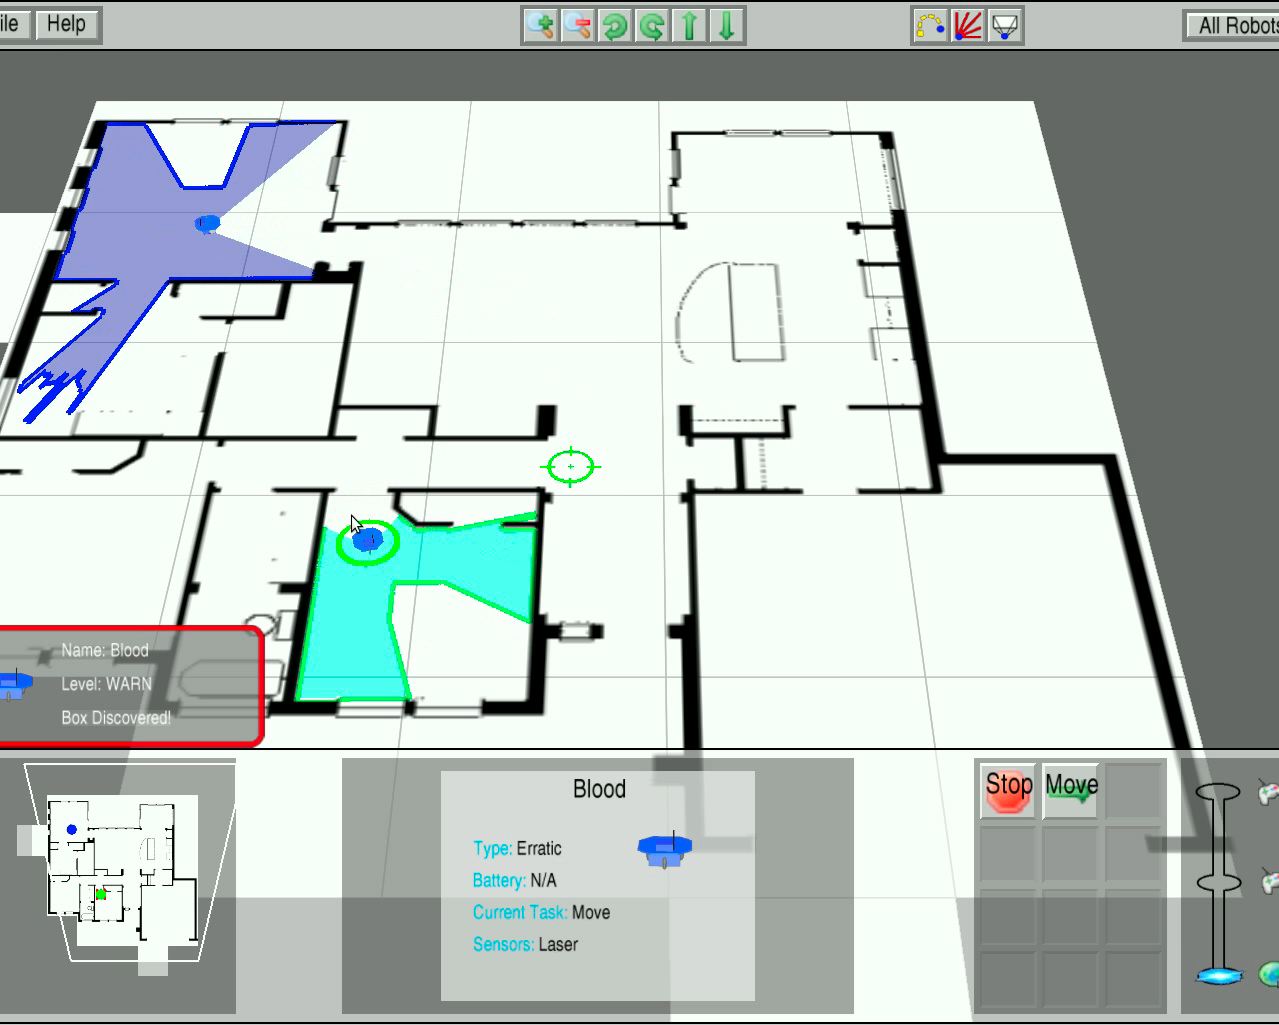 ile Help
All Robots
Name: Blood
Level: WARN
Box Discovered!
Blood
Type: Erratic
Battery: N/A
Current Task: Move
Sensors: Laser
Stop Move